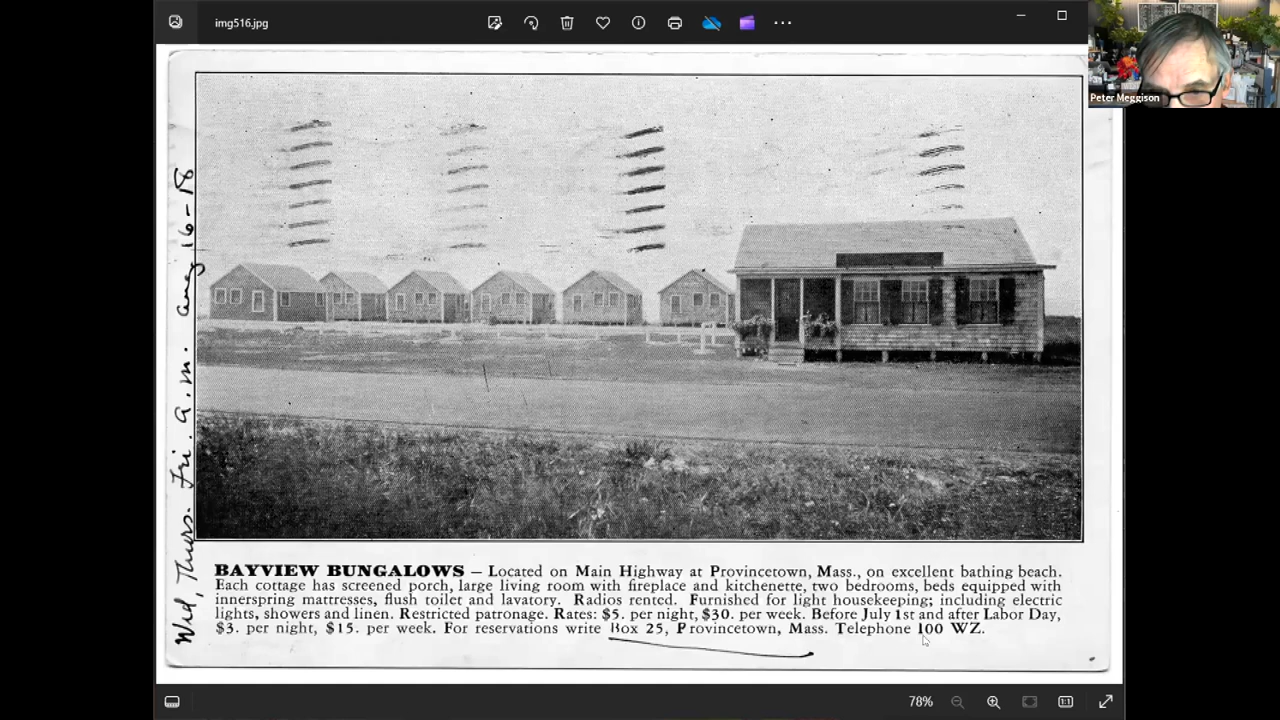 img516.jpg
Peter Meggison
Wed, Thurs. Fri. a.m. aug 16-18
BAYVIEW BUNGALOWS — Located on Main Highway at Provincetown, Mass., on excellent bathing beach.
Each cottage has screened porch, large living room with fireplace and kitchenette, two bedrooms, beds equipped with
innerspring mattresses, flush toilet and lavatory. Radios rented. Furnished for light housekeeping; including electric
lights, showers and linen. Restricted patronage. Rates: $5. per night, $30. per week. Before July 1st and after Labor Day,
$3. per night, $15. per week. For reservations write Box 25, Provincetown, Mass. Telephone 100 WZ.
78%
1:1